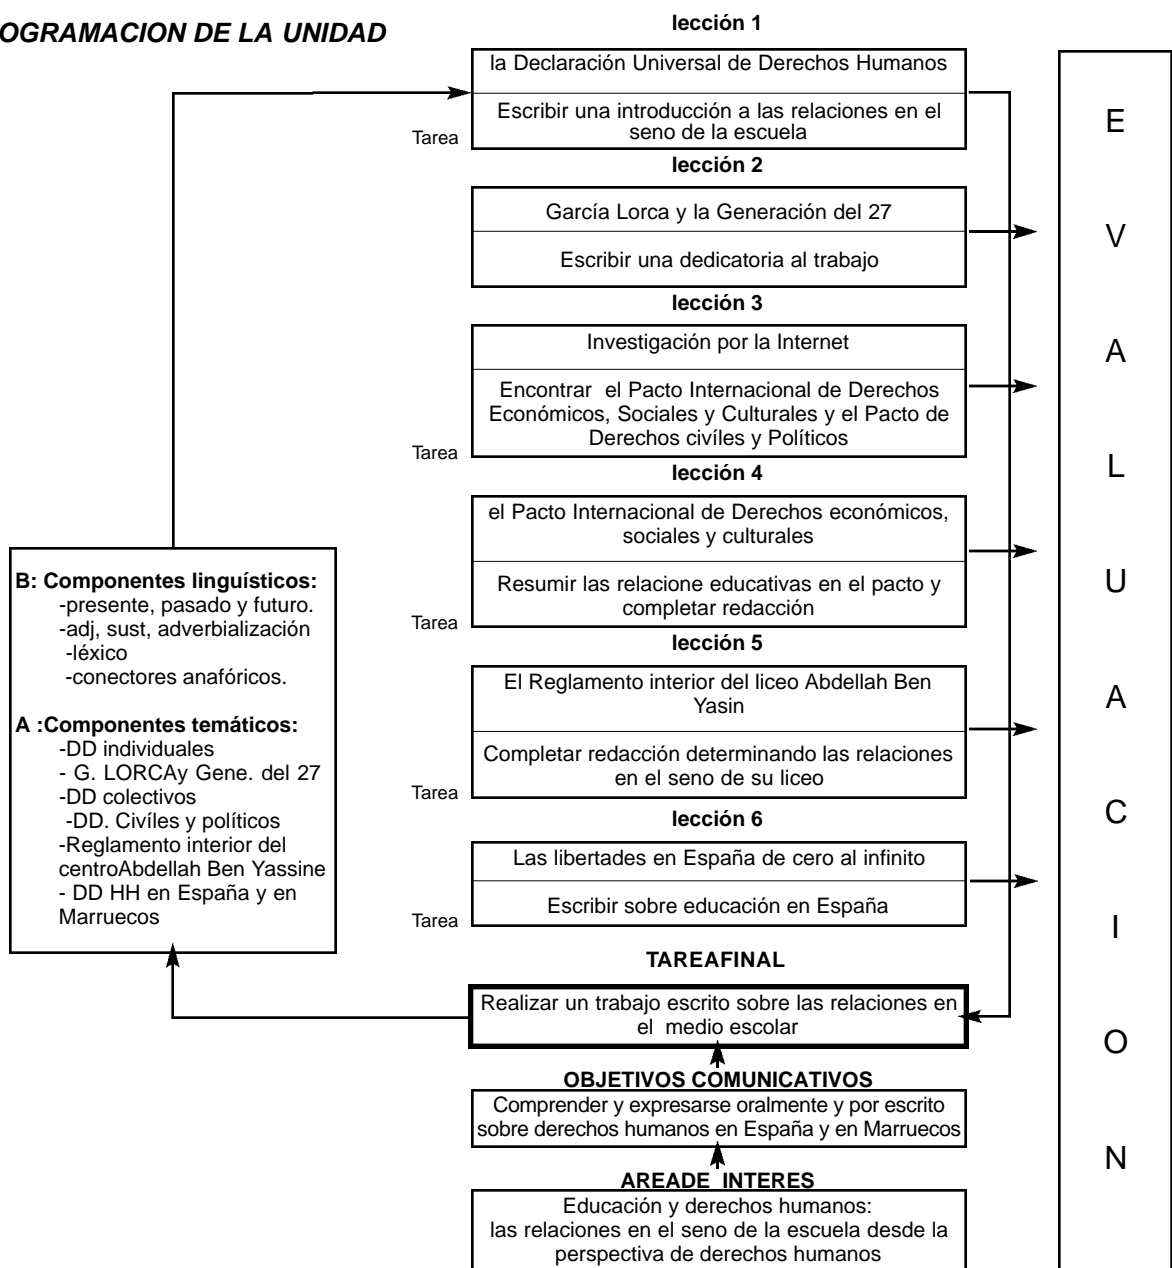 OGRAMACION DE LA UNIDAD
lección 1
la Declaración Universal de Derechos Humanos
Escribir una introducción a las relaciones en el
seno de la escuela
Tarea
lección 2
García Lorca y la Generación del 27
Escribir una dedicatoria al trabajo
lección 3
Investigación por la Internet
Encontrar el Pacto Internacional de Derechos
Económicos, Sociales y Culturales y el Pacto de
Derechos civíles y Políticos
Tarea
lección 4
el Pacto Internacional de Derechos económicos,
sociales y culturales
Resumir las relacione educativas en el pacto y
completar redacción
Tarea
lección 5
El Reglamento interior del liceo Abdellah Ben
Yasin
Completar redacción determinando las relaciones
en el seno de su liceo
Tarea
lección 6
Las libertades en España de cero al infinito
Escribir sobre educación en España
Tarea
TAREAFINAL
Realizar un trabajo escrito sobre las relaciones en
el medio escolar
OBJETIVOS COMUNICATIVOS
Comprender y expresarse oralmente y por escrito
sobre derechos humanos en España y en Marruecos
AREADE INTERES
Educación y derechos humanos:
las relaciones en el seno de la escuela desde la
perspectiva de derechos humanos
B: Componentes linguísticos:
-presente, pasado y futuro.
-adj, sust, adverbialización
-léxico
-conectores anafóricos.
A :Componentes temáticos:
-DD individuales
- G. LORCAy Gene. del 27
-DD colectivos
-DD. Civíles y políticos
-Reglamento interior del
centroAbdellah Ben Yassine
- DD HH en España y en
Marruecos
E
V
A
L
U
A
C
I
O
N